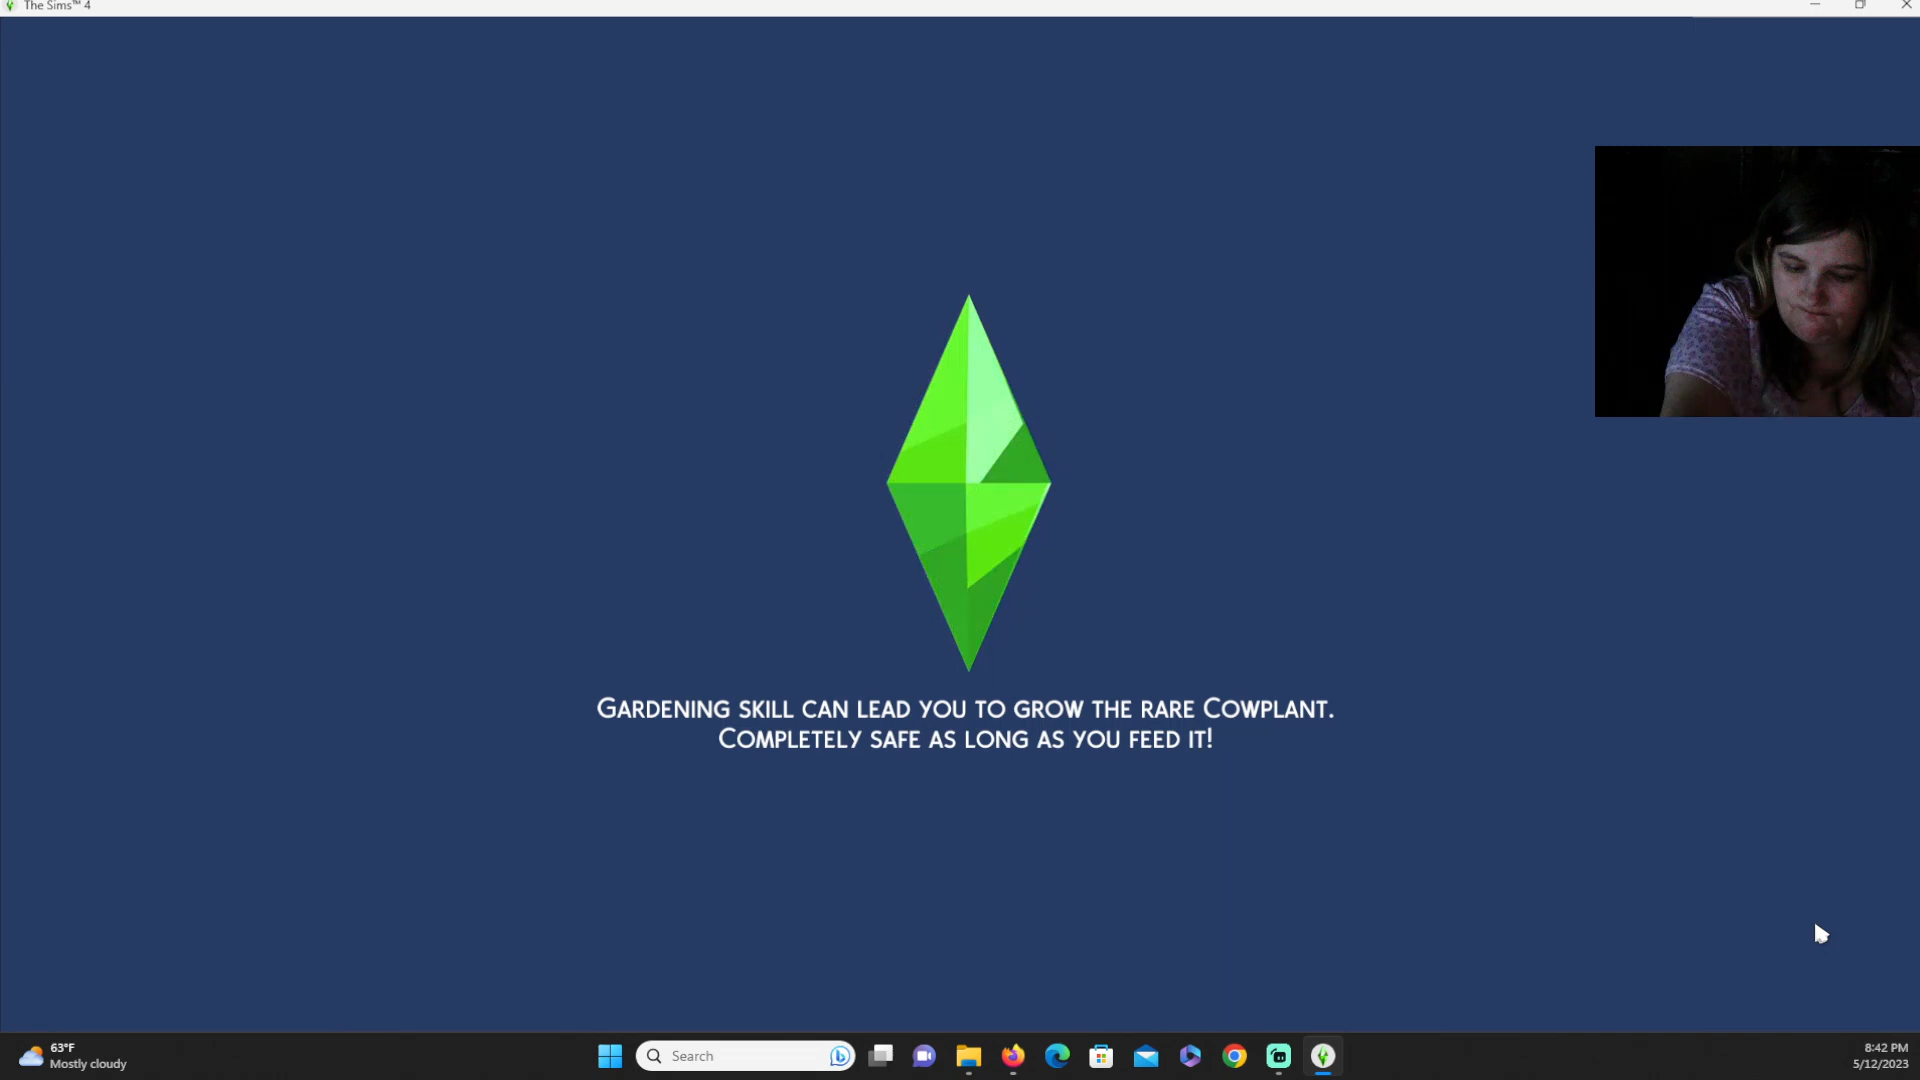 The Sims™ 4
GARDENING SKILL CAN LEAD YOU TO GROW THE RARE COWPLANT.
COMPLETELY SAFE AS LONG AS YOU FEED IT!
63°F
Mostly cloudy
Search
8:42 PM
5/12/2023